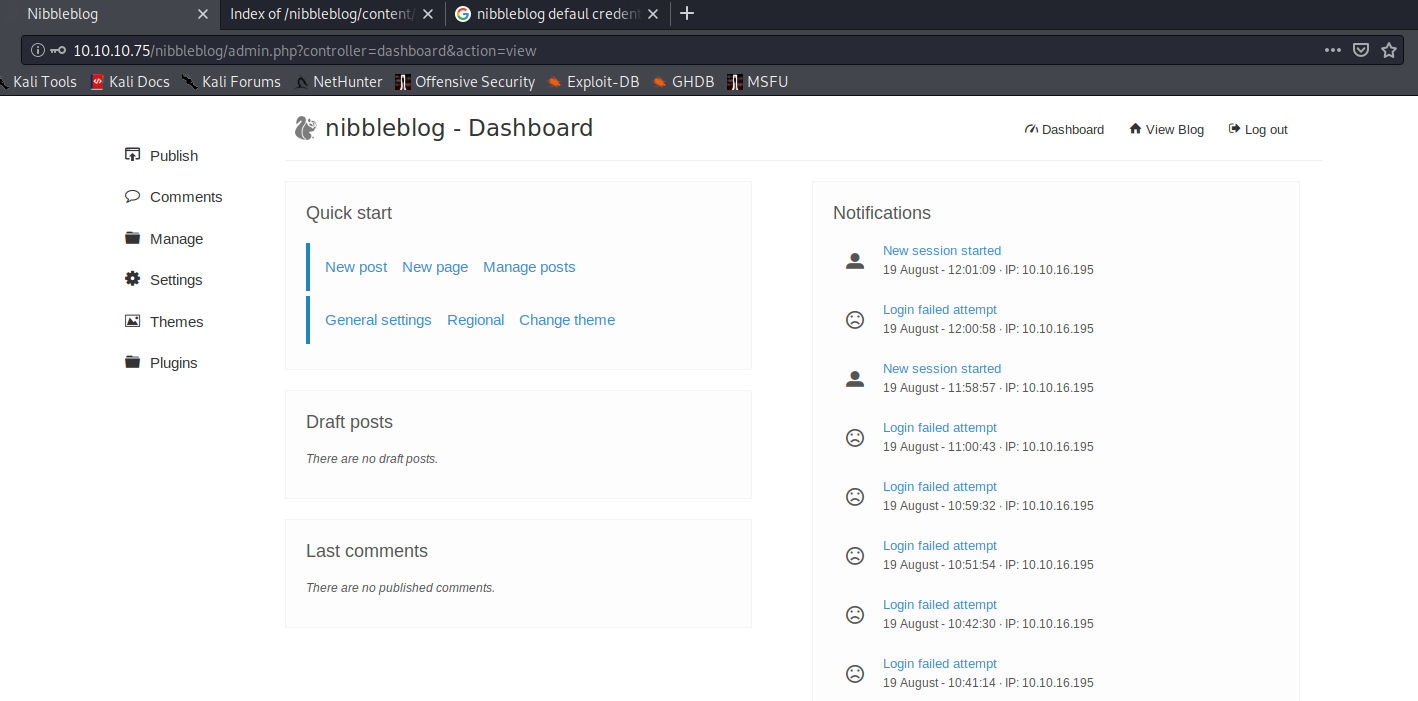 Nibbleblog
Index of /nibbleblog/content/
nibbleblog defaul creden
10.10.10.75/nibbleblog/admin.php?controller=dashboard&action=view
Kali Tools Kali Docs Kali Forums NetHunter Offensive Security Exploit-DB GHDB MSFU
nibbleblog - Dashboard
Dashboard View Blog Log out
Publish
Comments
Manage
Settings
Themes
Plugins
Quick start
New post New page Manage posts
General settings Regional Change theme
Draft posts
There are no draft posts.
Last comments
There are no published comments.
Notifications
New session started
19 August - 12:01:09 · IP: 10.10.16.195
Login failed attempt
19 August - 12:00:58 · IP: 10.10.16.195
New session started
19 August - 11:58:57 · IP: 10.10.16.195
Login failed attempt
19 August - 11:00:43 · IP: 10.10.16.195
Login failed attempt
19 August - 10:59:32 · IP: 10.10.16.195
Login failed attempt
19 August - 10:51:54 · IP: 10.10.16.195
Login failed attempt
19 August - 10:42:30 · IP: 10.10.16.195
Login failed attempt
19 August - 10:41:14 · IP: 10.10.16.195